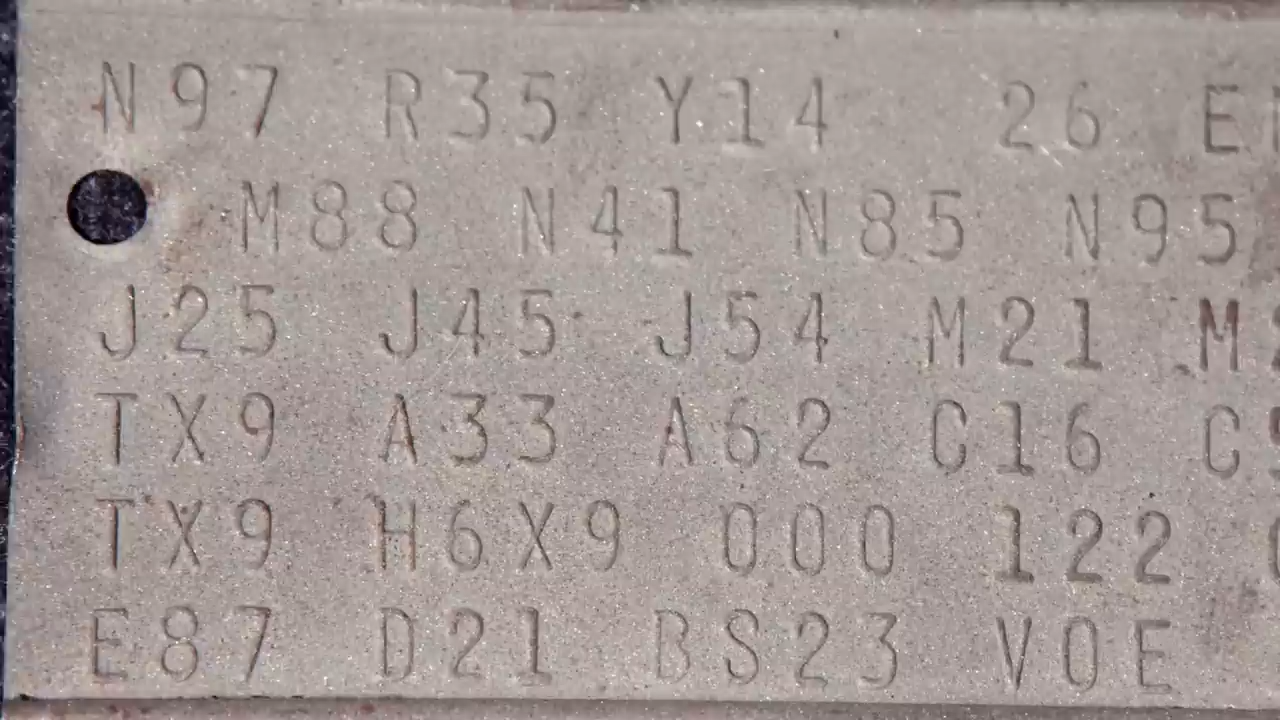 N97 R35 Y14 26
M88 N41 N85 N95
J25 J45 J54 M21
TX9 A33 A62 C16
TX9 H6X9 000 122
E87 D21 BS23 V0E